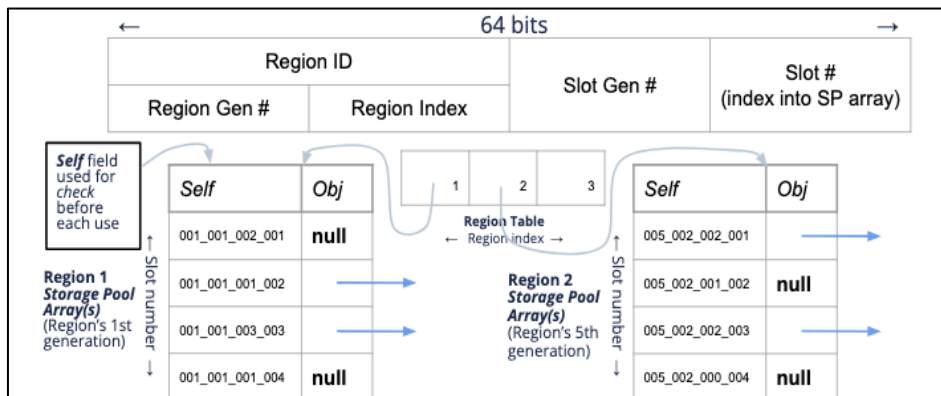 ← 64 bits →
Region ID
Slot Gen #
Slot #
(index into SP array)
Region Gen #
Region Index
Self field
used for
check
before
each use
Self
Obj
1
2
3
Region Table
← Region index →
Self
Obj
001_001_002_001
null
001_001_001_002
001_001_003_003
001_001_001_004
null
← Slot number →
Region 1
Storage Pool
Array(s)
(Region's 1st
generation)
005_002_002_001
005_002_001_002
null
005_002_002_003
005_002_000_004
null
← Slot number →
Region 2
Storage Pool
Array(s)
(Region's 5th
generation)